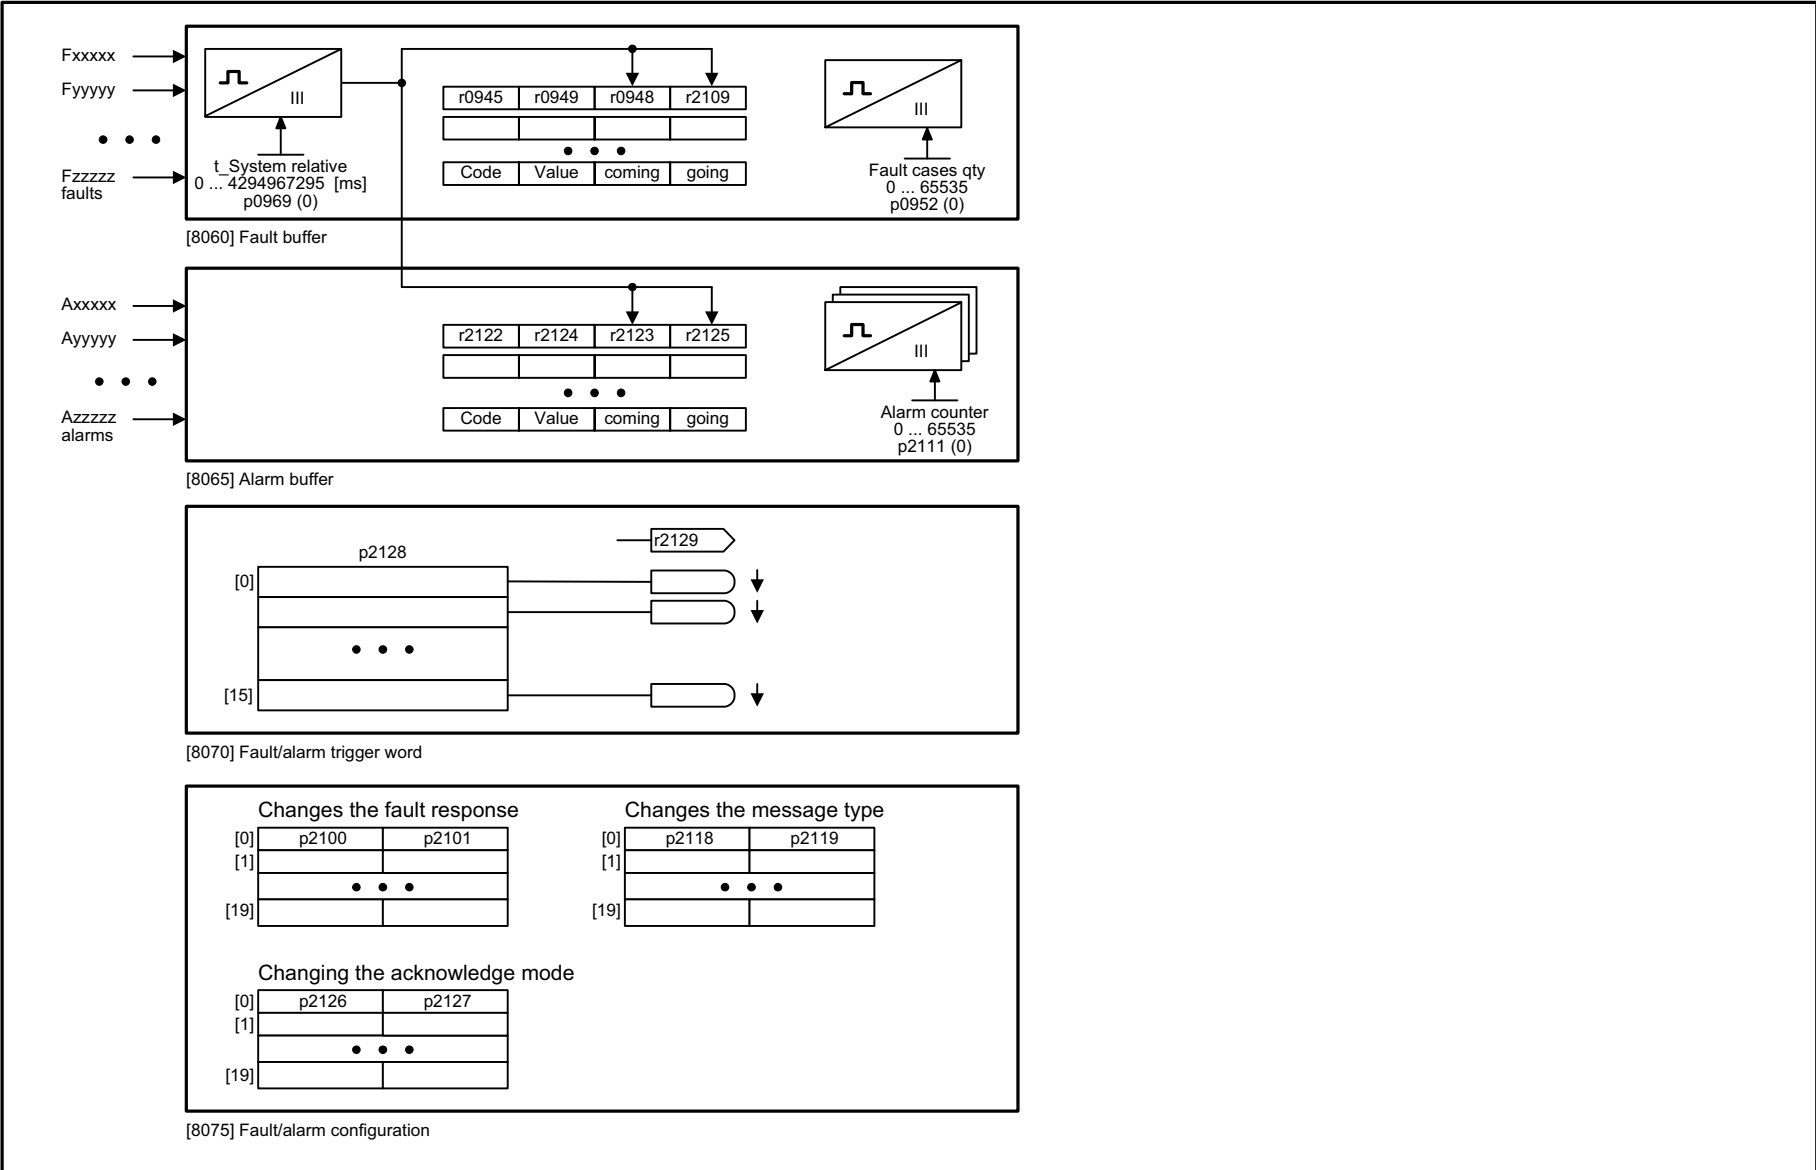 Fxxxxx
Fyyyyy
Fzzzzz
faults
III
t_System relative
0 ... 4294967295 [ms]
p0969 (0)
r0945 r0949 r0948 r2109
Code Value coming going
III
Fault cases qty
0 ... 65535
p0952 (0)
[8060] Fault buffer
Axxxxx
Ayyyyy
Azzzzz
alarms
r2122 r2124 r2123 r2125
Code Value coming going
III
Alarm counter
0 ... 65535
p2111 (0)
[8065] Alarm buffer
p2128
r2129
[0]
[15]
[8070] Fault/alarm trigger word
Changes the fault response
[0] p2100 p2101
[1]
[19]
Changes the message type
[0] p2118 p2119
[1]
[19]
Changing the acknowledge mode
[0] p2126 p2127
[1]
[19]
[8075] Fault/alarm configuration